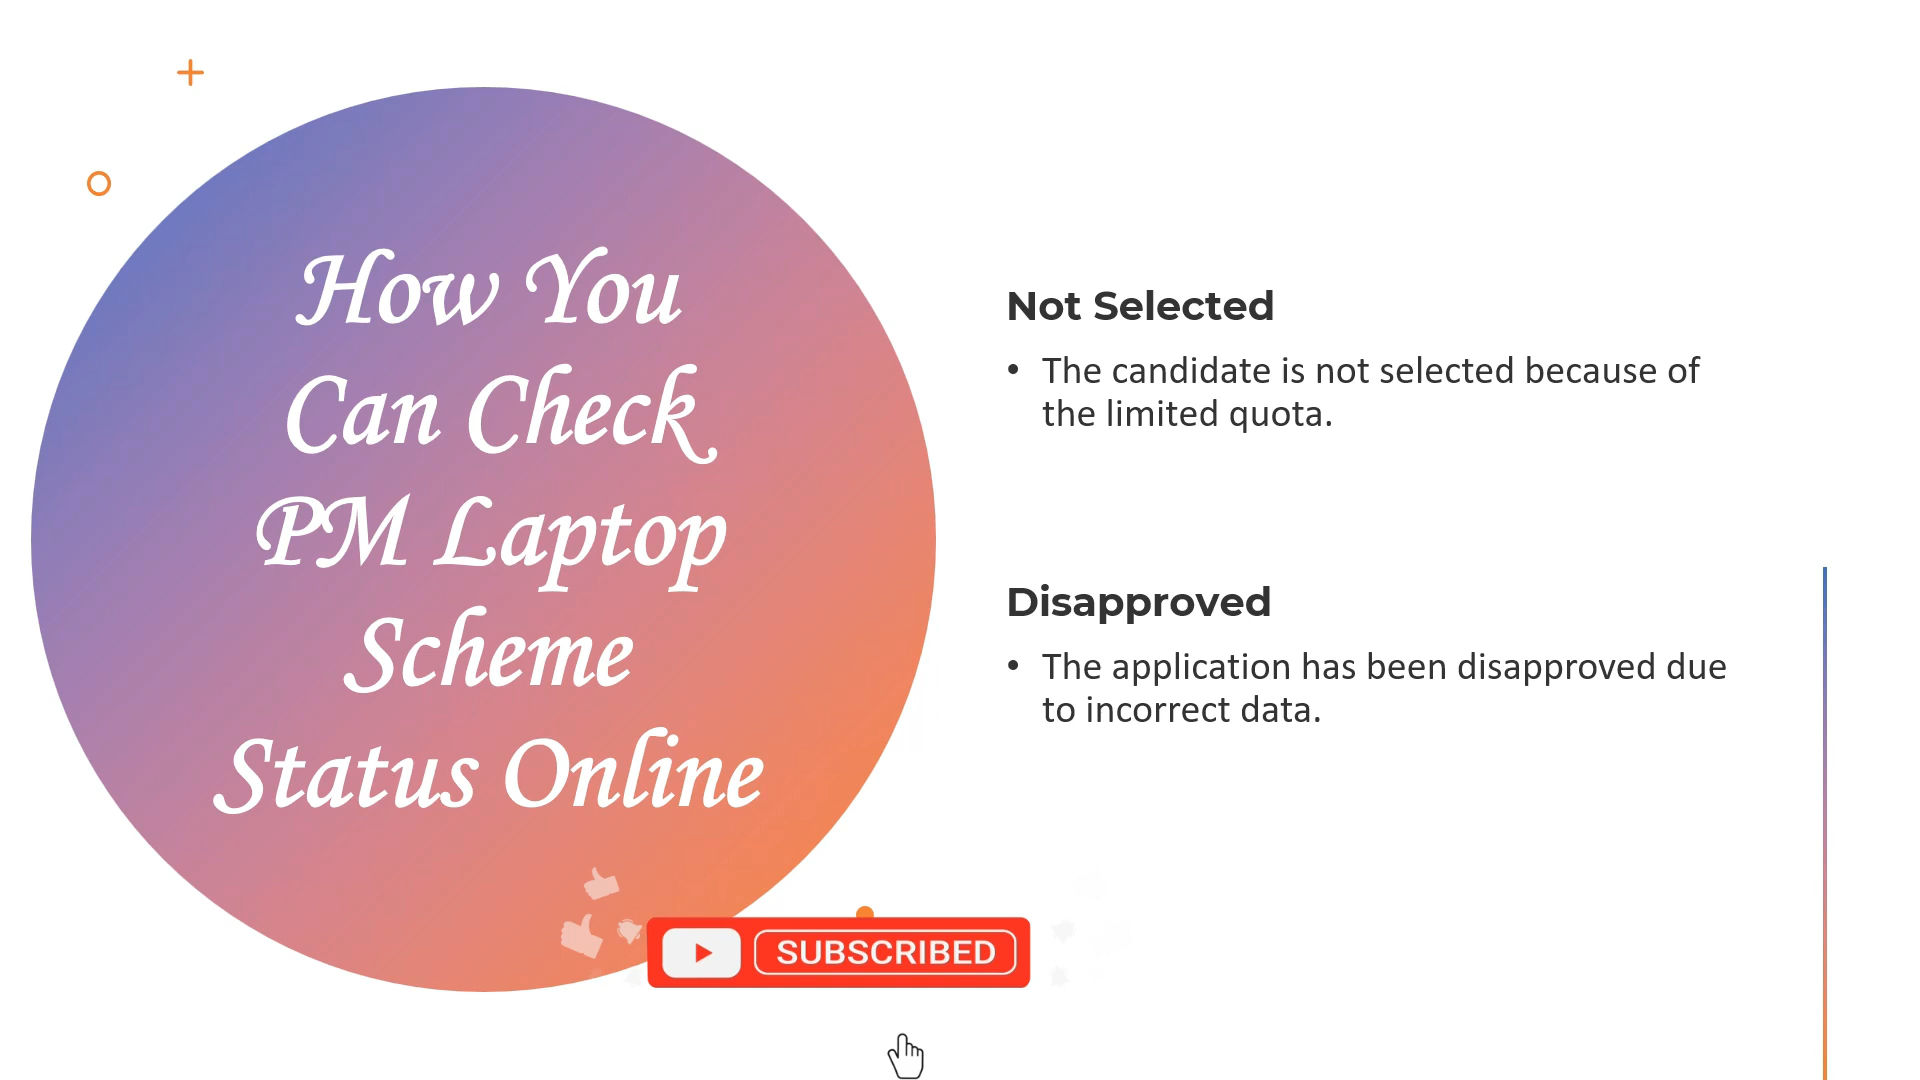 How You
Can Check
PM Laptop
Scheme
Status Online
Not Selected
• The candidate is not selected because of
the limited quota.
Disapproved
• The application has been disapproved due
to incorrect data.
SUBSCRIBED